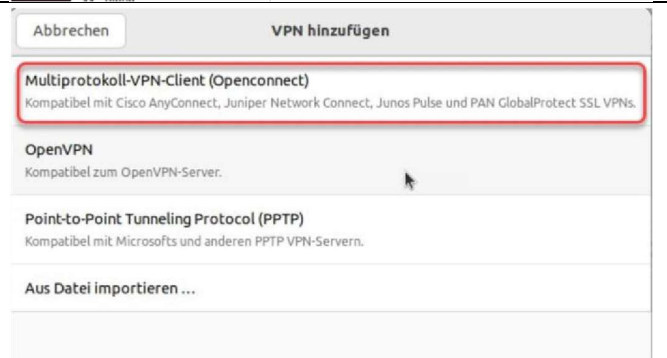 Abbrechen
VPN hinzufügen
Multiprotokoll-VPN-Client (Openconnect)
Kompatibel mit Cisco AnyConnect, Juniper Network Connect, Junos Pulse und PAN GlobalProtect SSL VPNs.
OpenVPN
Kompatibel zum OpenVPN-Server.
Point-to-Point Tunneling Protocol (PPTP)
Kompatibel mit Microsofts und anderen PPTP VPN-Servern.
Aus Datei importieren …